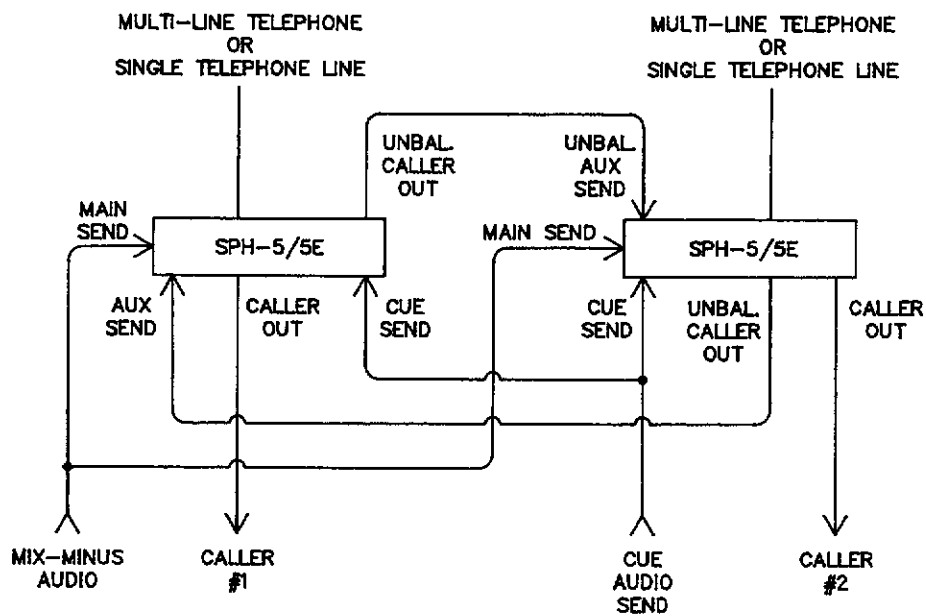 MULTI-LINE TELEPHONE
OR
SINGLE TELEPHONE LINE
MULTI-LINE TELEPHONE
OR
SINGLE TELEPHONE LINE
UNBAL.
CALLER
OUT
UNBAL.
AUX
SEND
MAIN
SEND
SPH-5/5E
MAIN SEND
SPH-5/5E
AUX
SEND
CALLER
OUT
CUE
SEND
CUE
SEND
UNBAL.
CALLER
OUT
CALLER
OUT
MIX-MINUS
AUDIO
CALLER
#1
CUE
AUDIO
SEND
CALLER
#2